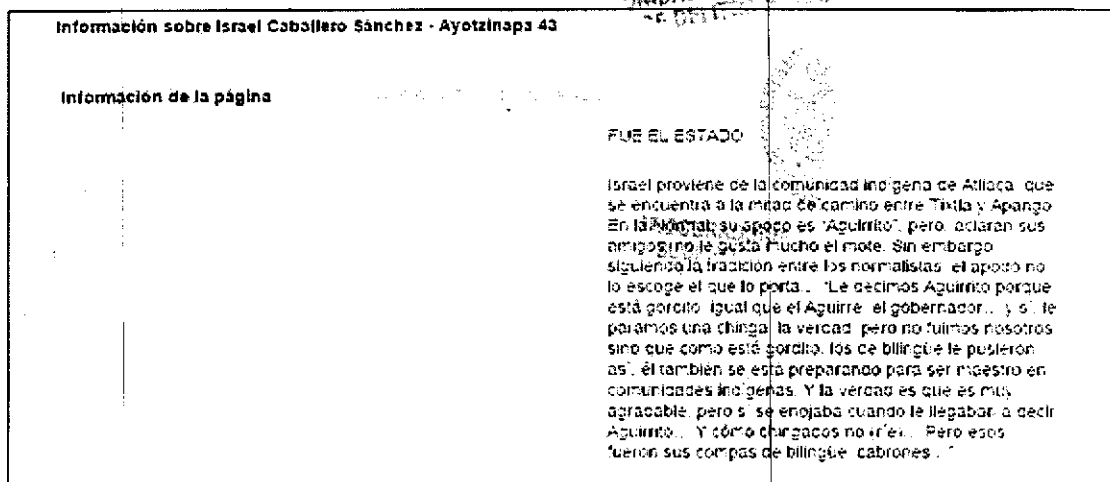 Información sobre Israel Caballero Sánchez - Ayotzinapa 43
Información de la página
FUE EL ESTADO
Israel proviene de la comunidad indígena de Atliaca, que
se encuentra a la mitad de camino entre Tixtla y Apango
En la Normal, su apodo es "Aguirrito", pero, aclaran sus
amigos, no le gusta mucho el mote. Sin embargo
siguiendo la tradición entre los normalistas, el apodo no
lo escoge el que lo porta... "Le decimos Aguirrito porque
está gordito, igual que el Aguirre, el gobernador... y sí, le
paramos una chinga, la verdad, pero no fuimos nosotros
sino que como está gordito, los de bilingüe le pusieron
así, él también se está preparando para ser maestro en
comunidades indígenas. Y la verdad es que es muy
agradable, pero sí se enojaba cuando le llegaban a decir
Aguirrito... Y cómo chingados no (ríe)... Pero esos
fueron sus compas de bilingüe, cabrones..."